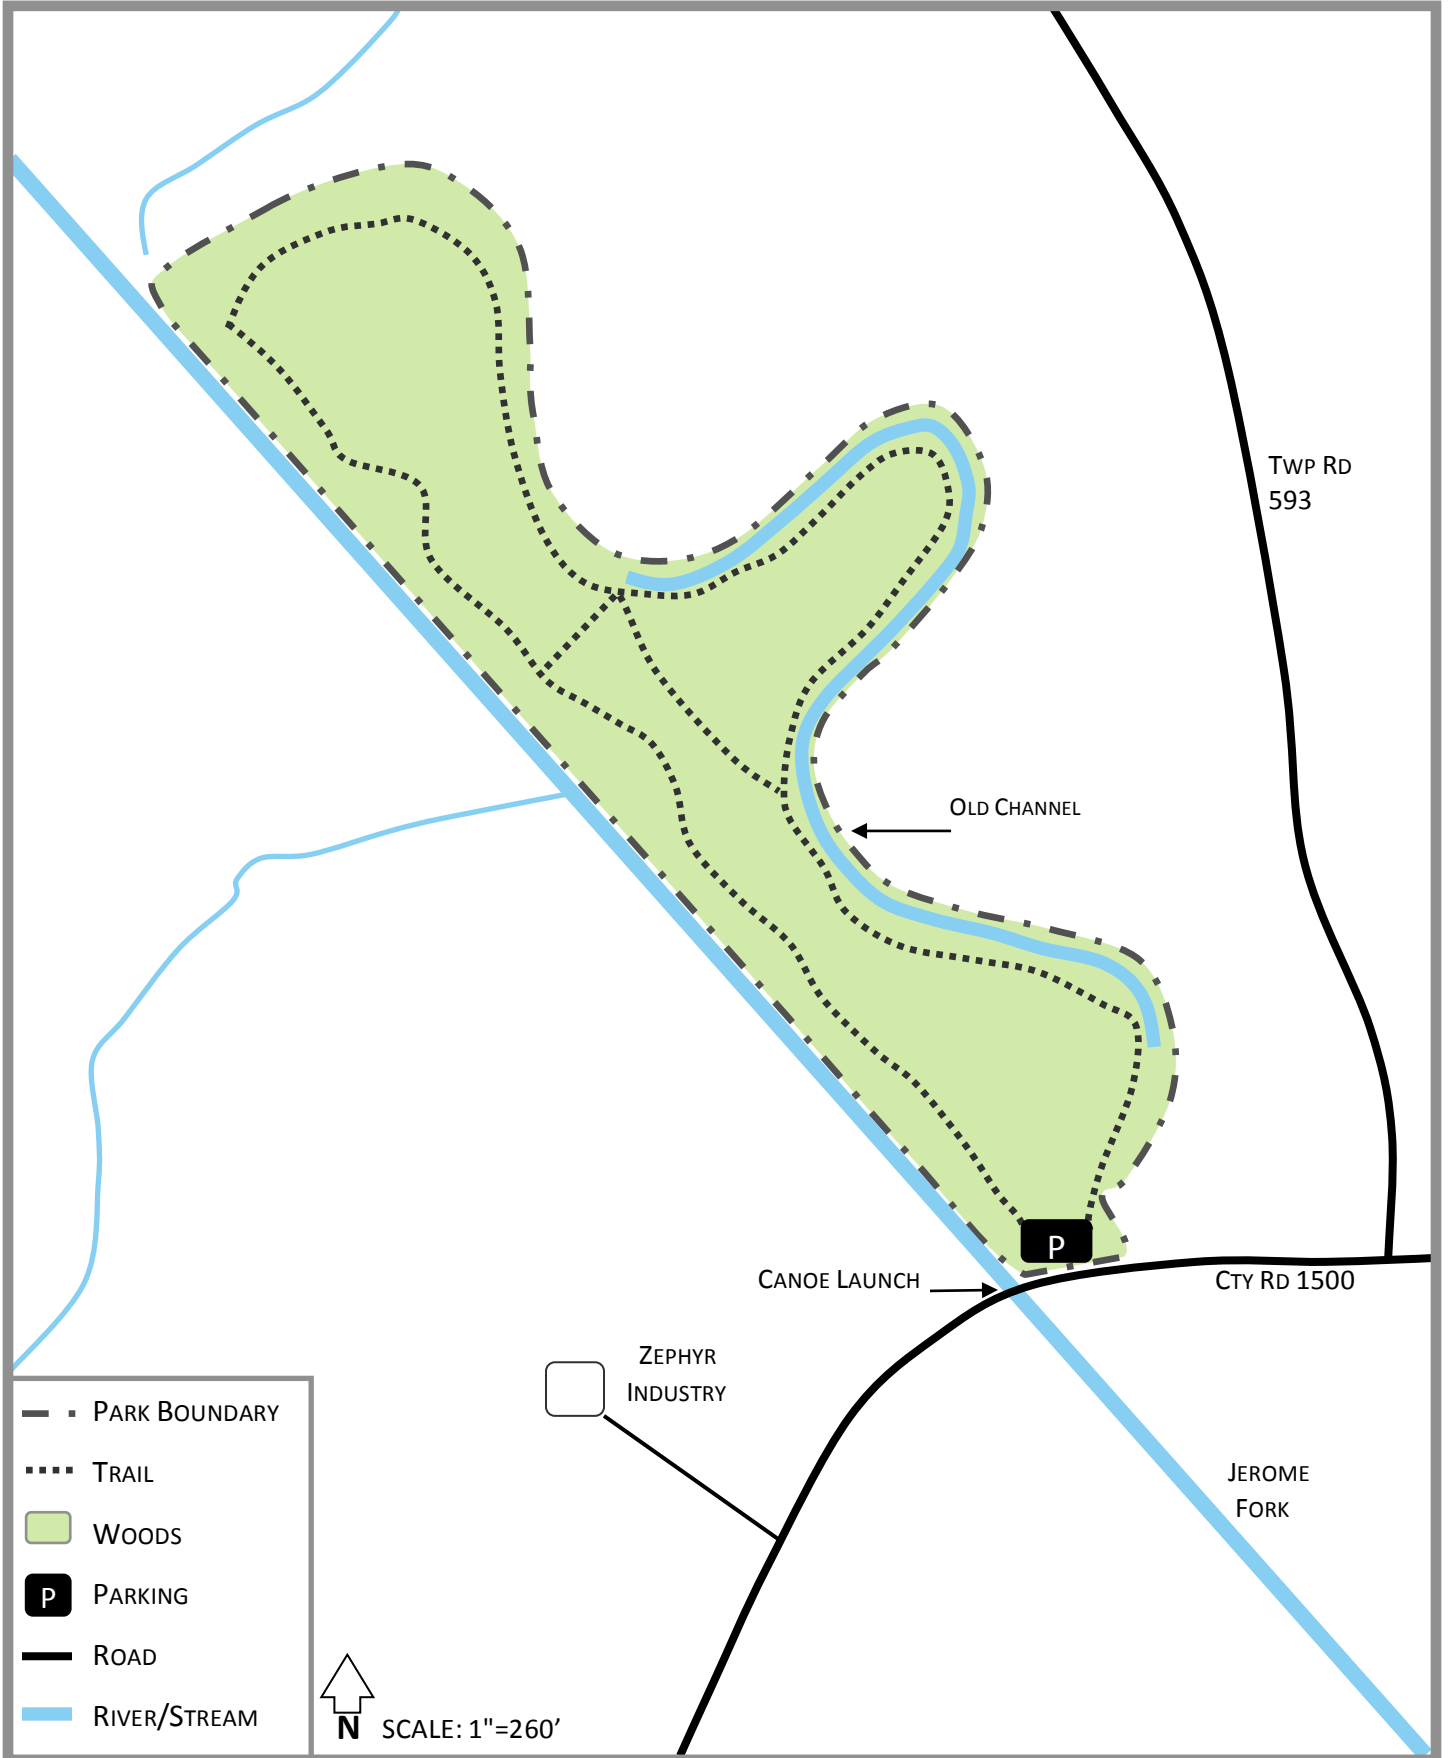 TWP RD
593
OLD CHANNEL
P
CANOE LAUNCH
CTY RD 1500
ZEPHYR
INDUSTRY
JEROME
FORK
PARK BOUNDARY
TRAIL
WOODS
P PARKING
ROAD
RIVER/STREAM
N SCALE: 1"=260’